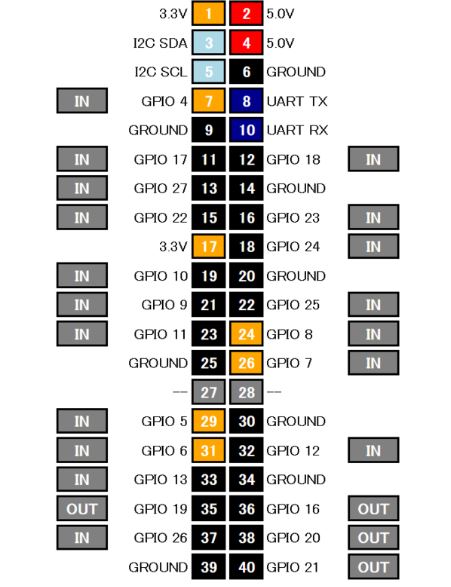 3.3V 1 2 5.0V
I2C SDA 3 4 5.0V
I2C SCL 5 6 GROUND
IN GPIO 4 7 8 UART TX
GROUND 9 10 UART RX
IN GPIO 17 11 12 GPIO 18 IN
IN GPIO 27 13 14 GROUND
IN GPIO 22 15 16 GPIO 23 IN
3.3V 17 18 GPIO 24 IN
IN GPIO 10 19 20 GROUND
IN GPIO 9 21 22 GPIO 25 IN
IN GPIO 11 23 24 GPIO 8 IN
GROUND 25 26 GPIO 7 IN
-- 27 28 --
IN GPIO 5 29 30 GROUND
IN GPIO 6 31 32 GPIO 12 IN
IN GPIO 13 33 34 GROUND
OUT GPIO 19 35 36 GPIO 16 OUT
IN GPIO 26 37 38 GPIO 20 OUT
GROUND 39 40 GPIO 21 OUT